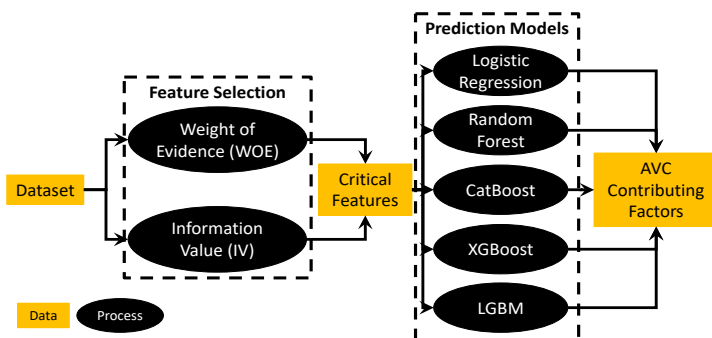 Prediction Models
Feature Selection
Logistic
Regression
Weight of
Evidence (WOE)
Random
Forest
Dataset
Critical
Features
CatBoost
AVC
Contributing
Factors
Information
Value (IV)
XGBoost
LGBM
Data
Process